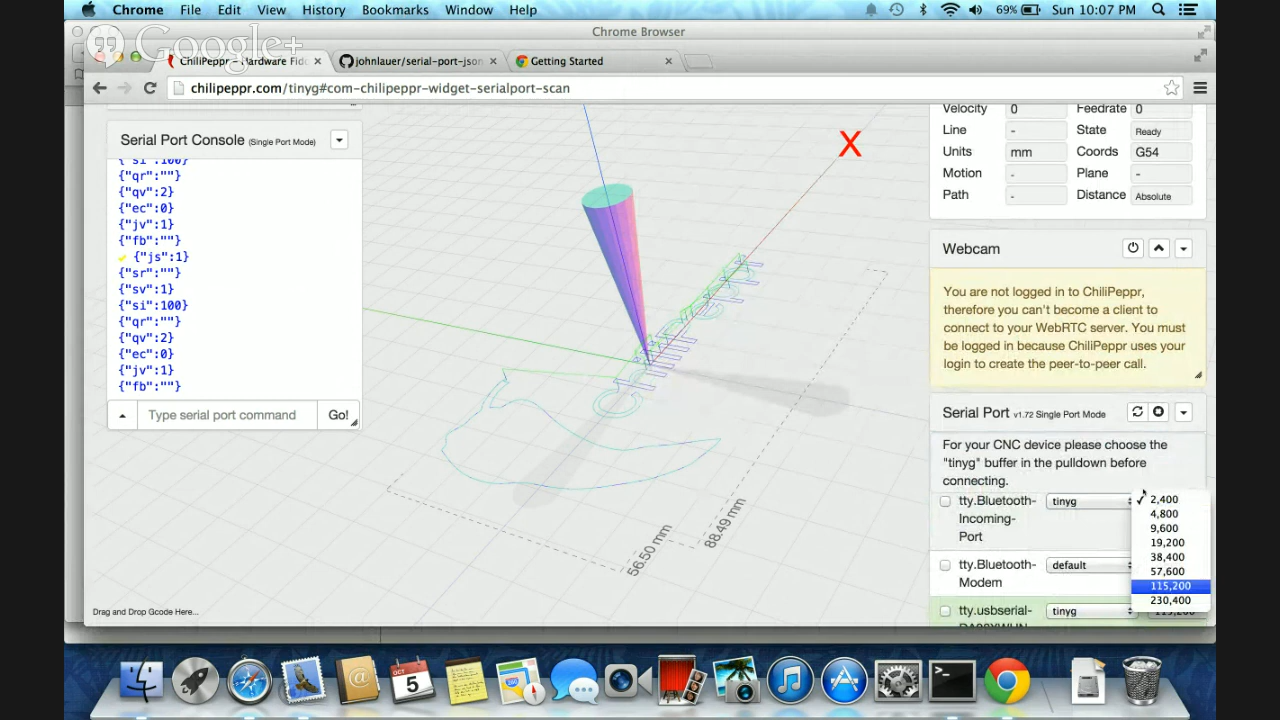 Chrome File Edit View History Bookmarks Window Help 69% Sun 10:07 PM
Google+
Chrome Browser
ChiliPeppr - Hardware Fid
johnlauer/serial-port-json
Getting Started
chilipeppr.com/tinyg#com-chilipeppr-widget-serialport-scan
Serial Port Console (Single Port Mode)
{"si":100}
{"qr":""}
{"qv":2}
{"ec":0}
{"jv":1}
{"fb":""}
{"js":1}
{"sr":""}
{"sv":1}
{"si":100}
{"qr":""}
{"qv":2}
{"ec":0}
{"jv":1}
{"fb":""}
Type serial port command Go!
X
56.50 mm
88.49 mm
Drag and Drop Gcode Here...
Velocity 0 Feedrate 0
Line - State Ready
Units mm Coords G54
Motion - Plane -
Path - Distance Absolute
Webcam
You are not logged in to ChiliPeppr,
therefore you can't become a client to
connect to your WebRTC server. You must
be logged in because ChiliPeppr uses your
login to create the peer-to-peer call.
Serial Port v1.72 Single Port Mode
For your CNC device please choose the
"tinyg" buffer in the pulldown before
connecting.
tty.Bluetooth-
Incoming-
Port
tinyg
tty.Bluetooth-
Modem
default
tty.usbserial-
tinyg
✓ 2,400
4,800
9,600
19,200
38,400
57,600
115,200
230,400
115,200
OCT
5